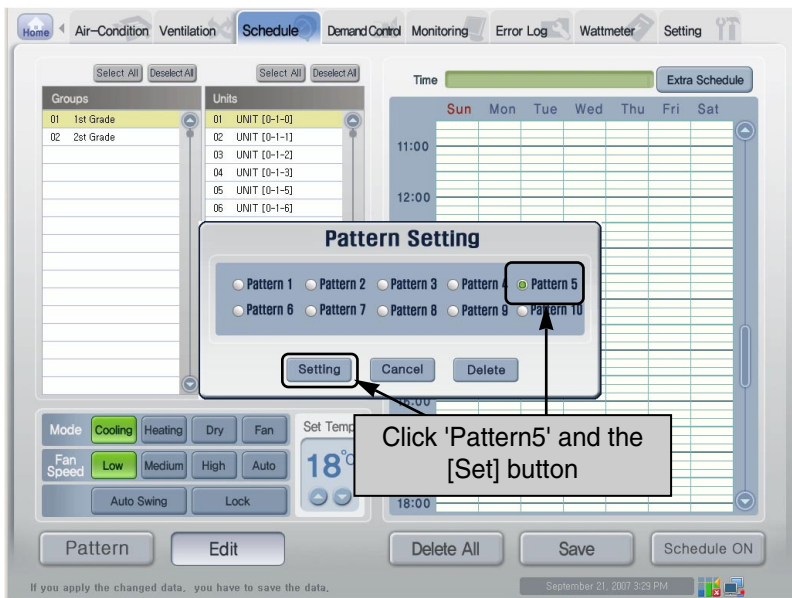 Home Air-Condition Ventilation Schedule Demand Control Monitoring Error Log Wattmeter Setting
Select All Deselect All Select All Deselect All
Time Extra Schedule
Groups Units
Sun Mon Tue Wed Thu Fri Sat
01 1st Grade
02 2st Grade
01 UNIT [0-1-0]
02 UNIT [0-1-1]
03 UNIT [0-1-2]
04 UNIT [0-1-3]
05 UNIT [0-1-5]
06 UNIT [0-1-6]
11:00
12:00
Pattern Setting
Pattern 1 Pattern 2 Pattern 3 Pattern 4 Pattern 5
Pattern 6 Pattern 7 Pattern 8 Pattern 9 Pattern 10
Setting Cancel Delete
16:00
Click 'Pattern5' and the
[Set] button
18:00
Mode Cooling Heating Dry Fan
Fan Speed Low Medium High Auto
Auto Swing Lock
Set Temp
18°C
Pattern Edit Delete All Save Schedule ON
If you apply the changed data, you have to save the data.
September 21, 2007 3:29 PM